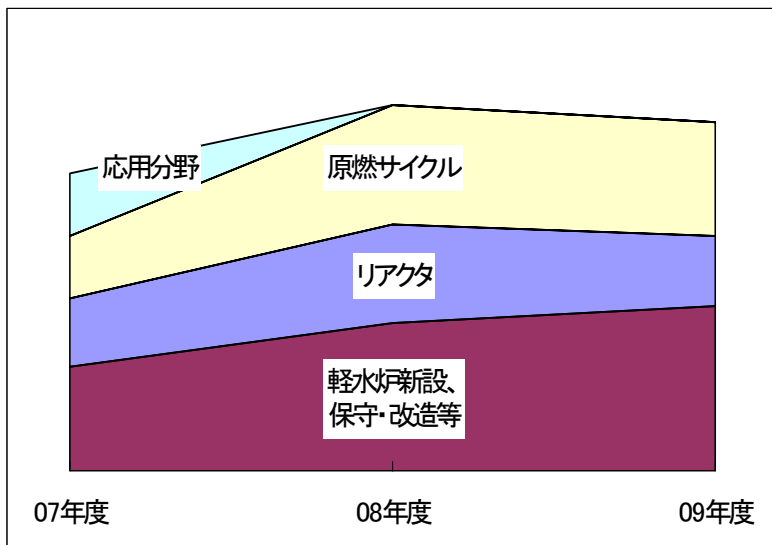 応用分野
原燃サイクル
リアクタ
軽水炉新設、
保守・改造等
07年度
08年度
09年度